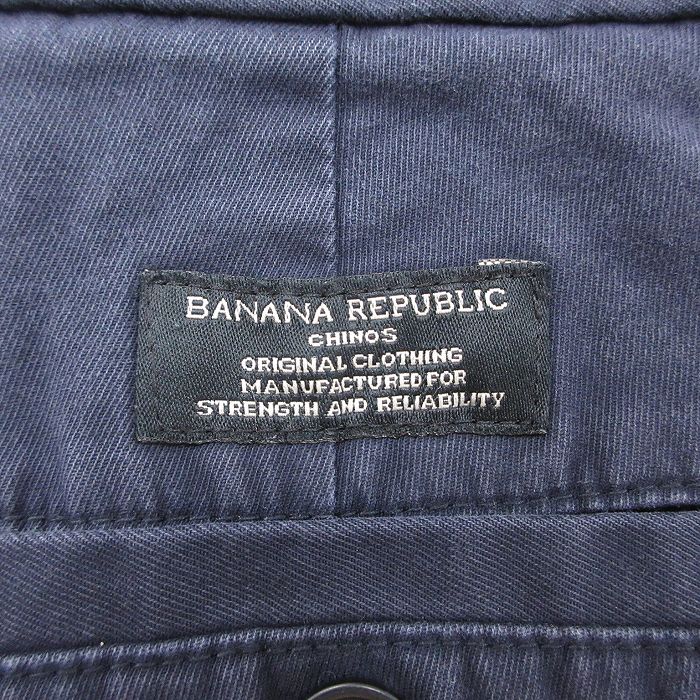 BANANA REPUBLIC
CHINOS
ORIGINAL CLOTHING
MANUFACTURED FOR
STRENGTH AND RELIABILITY